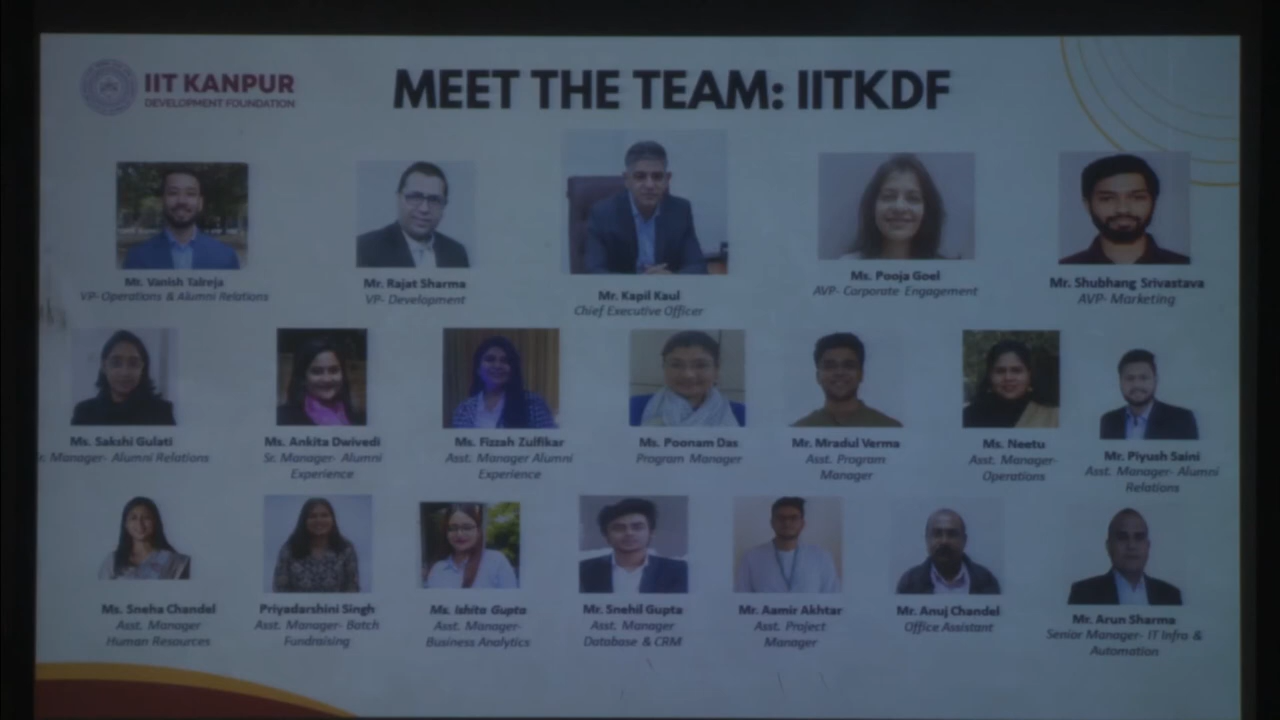 IIT KANPUR
DEVELOPMENT FOUNDATION
MEET THE TEAM: IITKDF
Mr. Vanish Talreja
VP- Operations & Alumni Relations
Mr. Rajat Sharma
VP- Development
Mr. Kapil Kaul
Chief Executive Officer
Ms. Pooja Goel
AVP- Corporate Engagement
Mr. Shubhang Srivastava
AVP- Marketing
Ms. Sakshi Gulati
r. Manager- Alumni Relations
Ms. Ankita Dwivedi
Sr. Manager- Alumni
Experience
Ms. Fizzah Zulfikar
Asst. Manager Alumni
Experience
Ms. Poonam Das
Program Manager
Mr. Mradul Verma
Asst. Program
Manager
Ms. Neetu
Asst. Manager-
Operations
Mr. Piyush Saini
Asst. Manager- Alumni
Relations
Ms. Sneha Chandel
Asst. Manager
Human Resources
Priyadarshini Singh
Asst. Manager- Batch
Fundraising
Ms. Ishita Gupta
Asst. Manager-
Business Analytics
Mr. Snehil Gupta
Asst. Manager
Database & CRM
Mr. Aamir Akhtar
Asst. Project
Manager
Mr. Anuj Chandel
Office Assistant
Mr. Arun Sharma
Senior Manager- IT Infra &
Automation